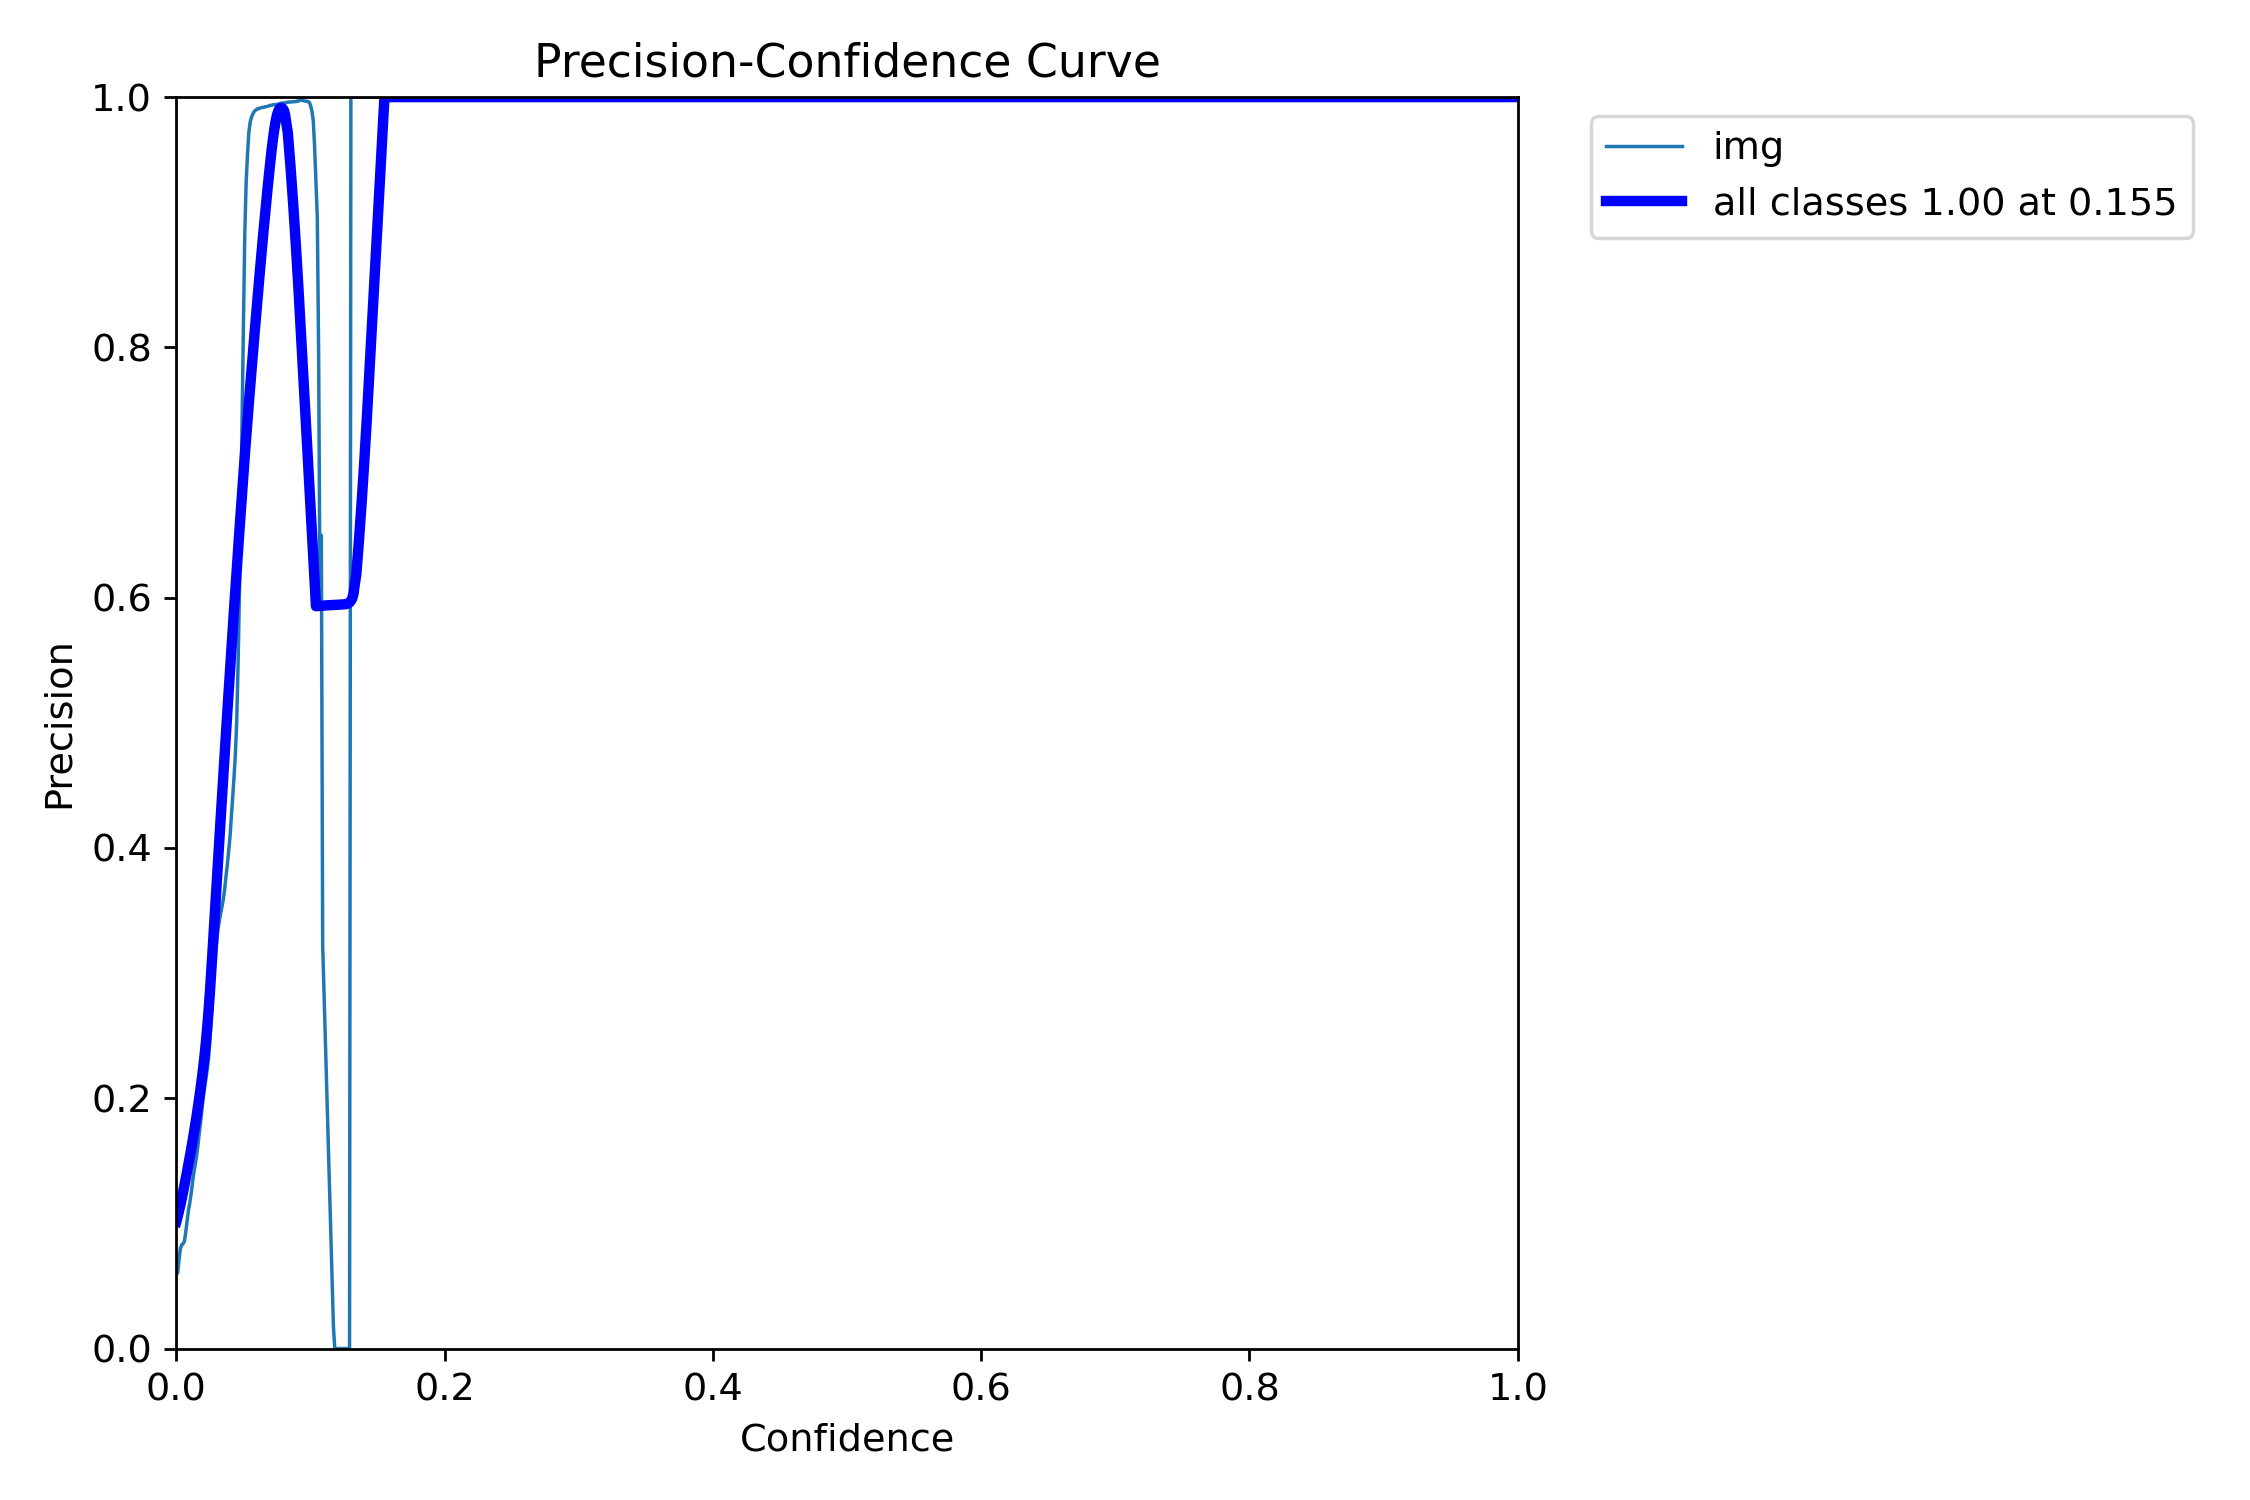 Precision-Confidence Curve
1.0
0.8
0.6
0.4
0.2
0.0
Precision
0.0 0.2 0.4 0.6 0.8 1.0
Confidence
img
all classes 1.00 at 0.155